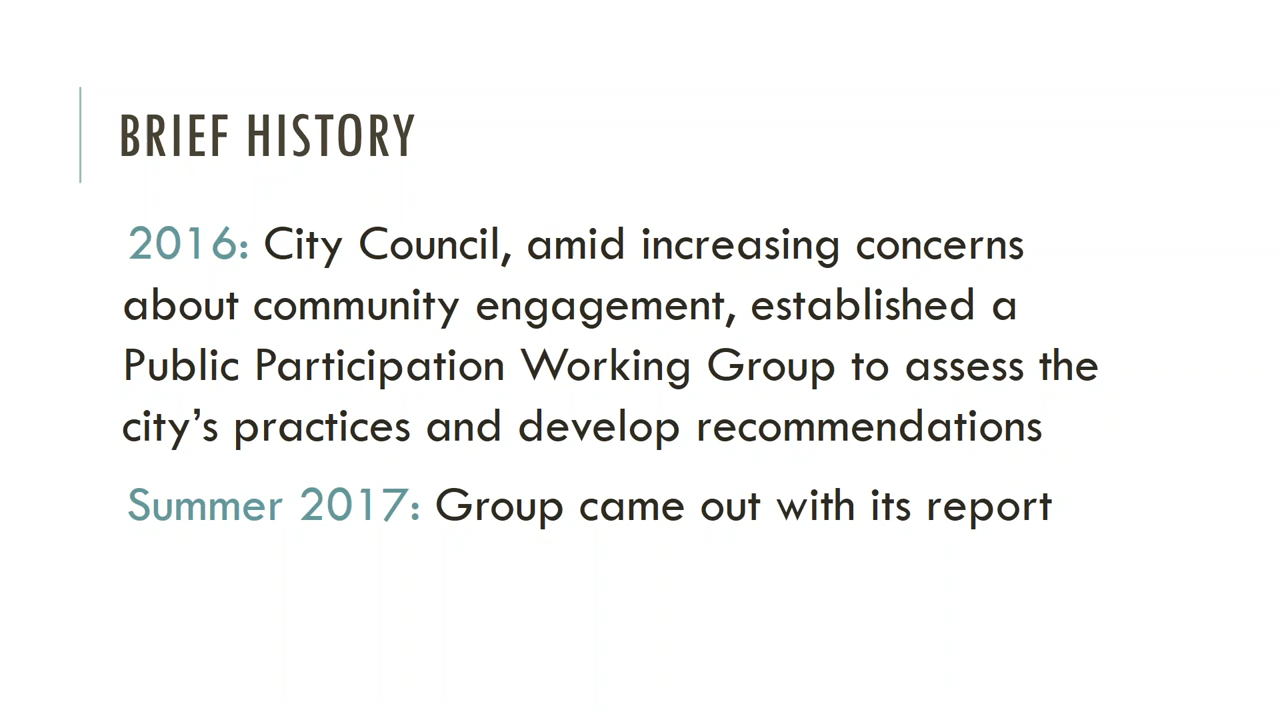 BRIEF HISTORY
2016: City Council, amid increasing concerns
about community engagement, established a
Public Participation Working Group to assess the
city’s practices and develop recommendations
Summer 2017: Group came out with its report